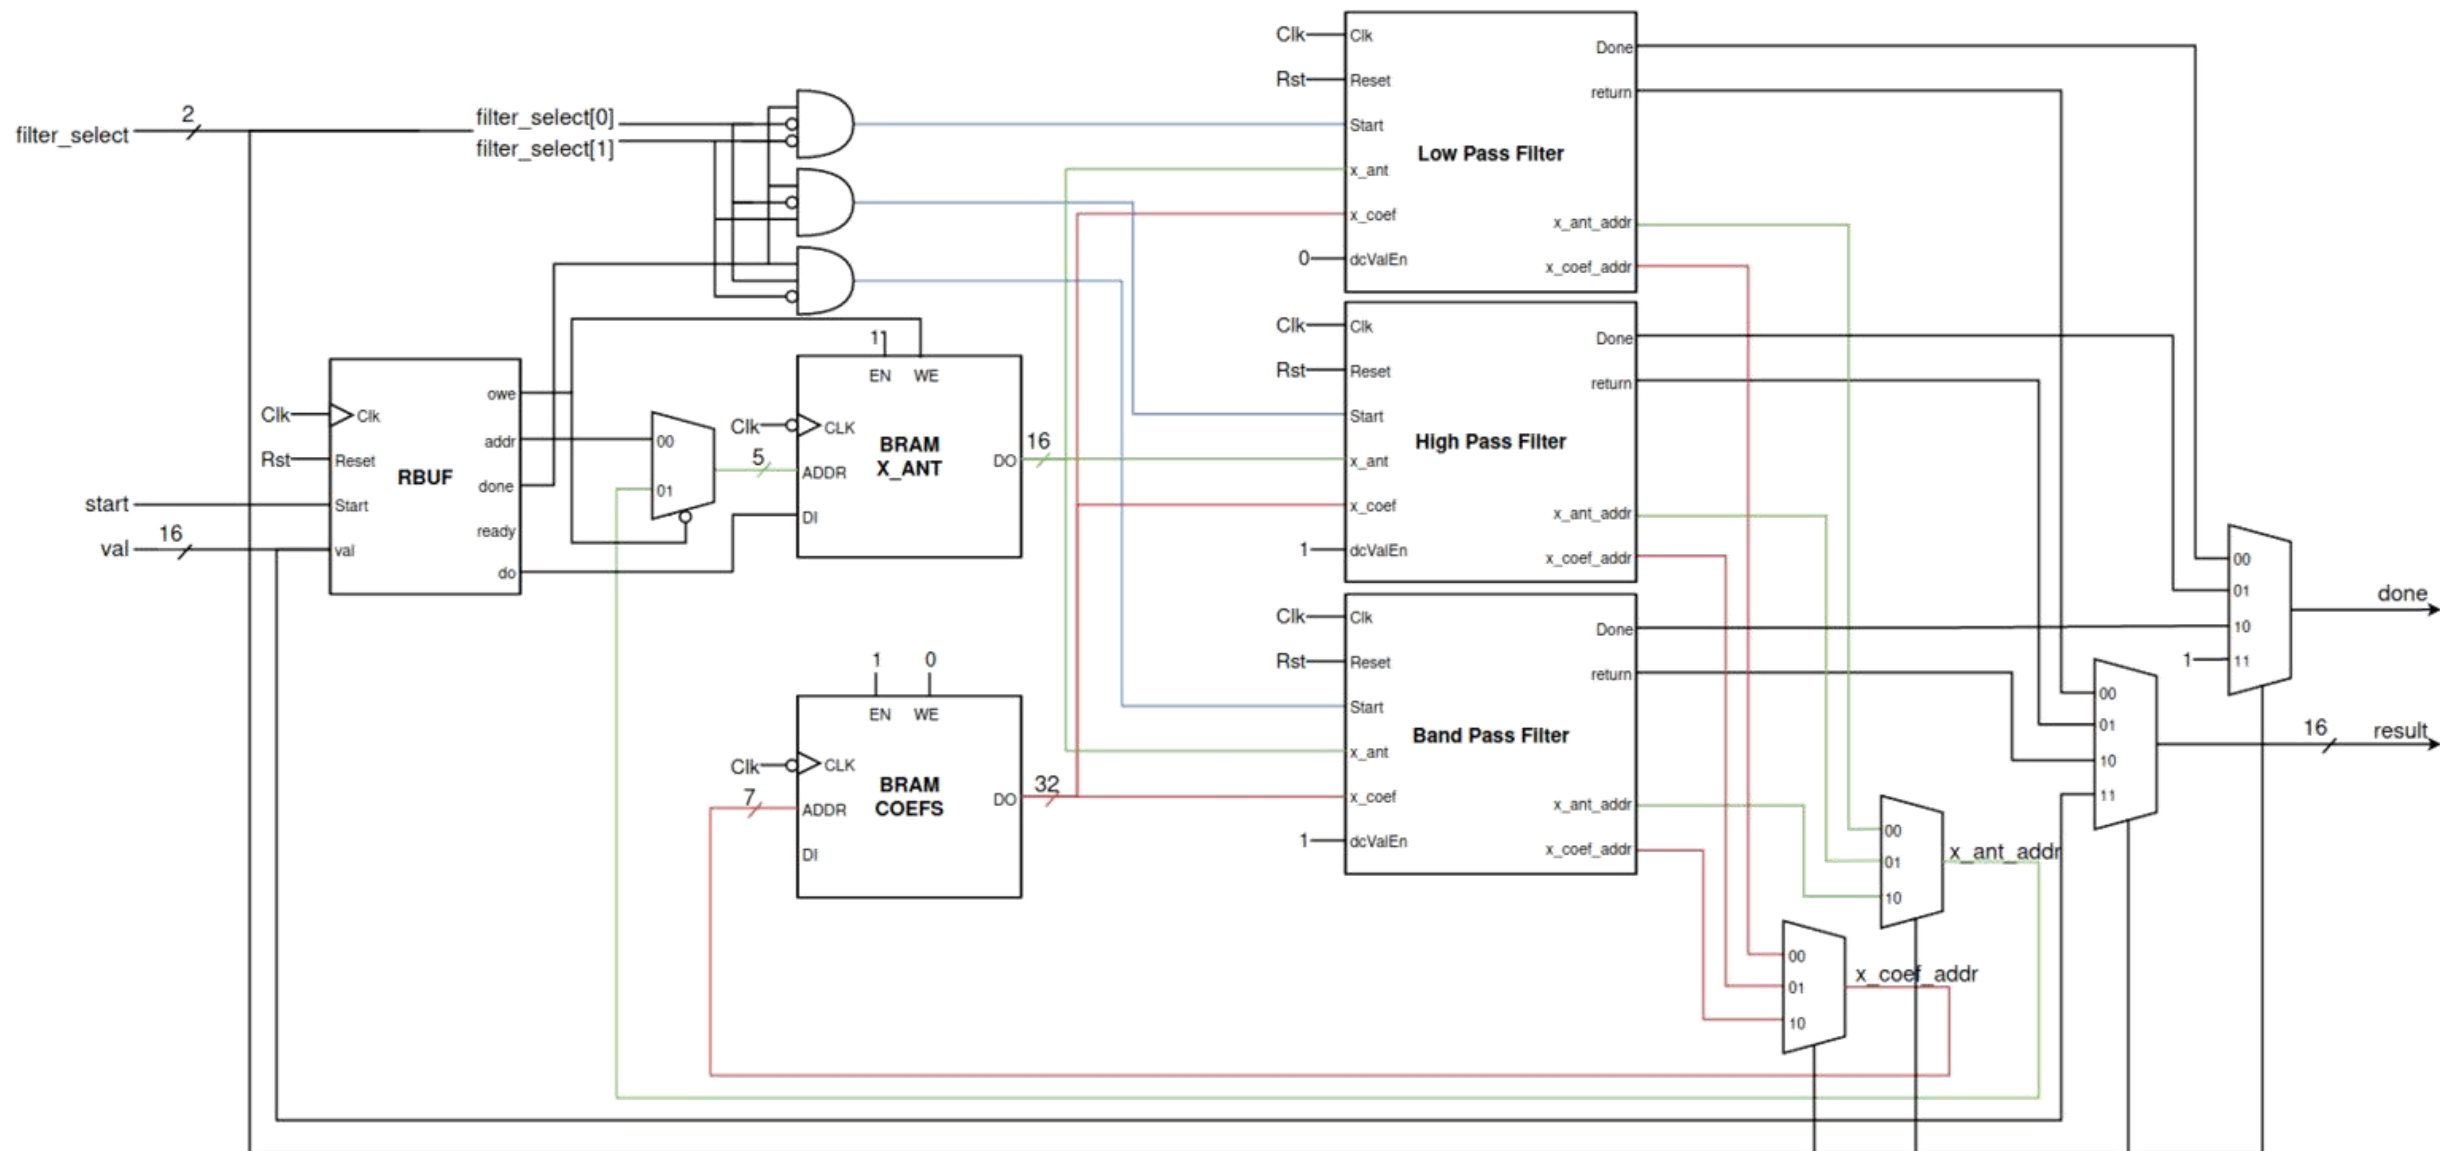 filter_select
2
filter_select[0]
filter_select[1]
start
16
val
Clk
Rst
Clk
Reset
Start
val
RBUF
owe
addr
done
ready
do
00
01
5
1
EN
WE
Clk
CLK
ADDR
DI
BRAM
X_ANT
DO
16
1
0
EN
WE
Clk
CLK
7
ADDR
DI
BRAM
COEFS
DO
32
Clk
Rst
0
Clk
Reset
Start
x_ant
x_coef
dcValEn
Low Pass Filter
Done
return
x_ant_addr
x_coef_addr
Clk
Rst
1
Clk
Reset
Start
x_ant
x_coef
dcValEn
High Pass Filter
Done
return
x_ant_addr
x_coef_addr
Clk
Rst
1
Clk
Reset
Start
x_ant
x_coef
dcValEn
Band Pass Filter
Done
return
x_ant_addr
x_coef_addr
00
01
10
x_coef_addr
00
01
10
x_ant_addr
00
01
10
11
16
result
00
01
10
1
11
done